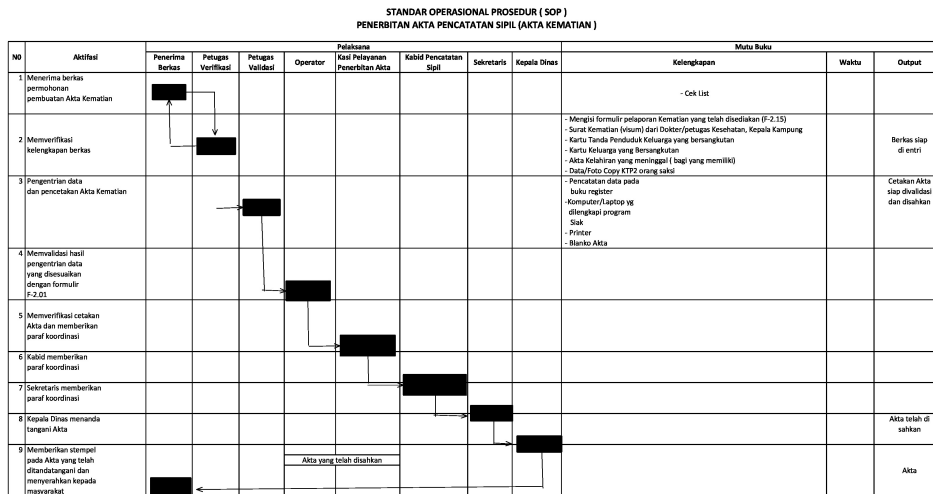 STANDAR OPERASIONAL PROSEDUR ( SOP )
PENERBITAN AKTA PENCATATAN SIPIL (AKTA KEMATIAN )
NO
Aktifasi
Pelaksana
Mutu Buku
Penerima
Berkas
Petugas
Verifikasi
Petugas
Validasi
Operator
Kasi Pelayanan
Penerbitan Akta
Kabid Pencatatan
Sipil
Sekretaris
Kepala Dinas
Kelengkapan
Waktu
Output
1 Menerima berkas
permohonan
pembuatan Akta Kematian
- Cek List
2 Memverifikasi
kelengkapan berkas
- Mengisi formulir pelaporan Kematian yang telah disediakan (F-2.15)
- Surat Kematian (visum) dari Dokter/petugas Kesehatan, Kepala Kampung
- Kartu Tanda Penduduk Keluarga yang bersangkutan
- Kartu Keluarga yang Bersangkutan
- Akta Kelahiran yang meninggal ( bagi yang memiliki)
- Data/Foto Copy KTP2 orang saksi
Berkas siap
di entri
3 Pengentrian data
dan pencetakan Akta Kematian
- Pencatatan data pada
buku register
-Komputer/Laptop yg
dilengkapi program
Siak
- Printer
- Blanko Akta
Cetakan Akta
siap divalidasi
dan disahkan
4 Memvalidasi hasil
pengentrian data
yang disesuaikan
dengan formulir
F-2.01
5 Memverifikasi cetakan
Akta dan memberikan
paraf koordinasi
6 Kabid memberikan
paraf koordinasi
7 Sekretaris memberikan
paraf koordinasi
8 Kepala Dinas menanda
tangani Akta
Akta telah di
sahkan
9 Memberikan stempel
pada Akta yang telah
ditandatangani dan
menyerahkan kepada
masyarakat
Akta yang telah disahkan
Akta